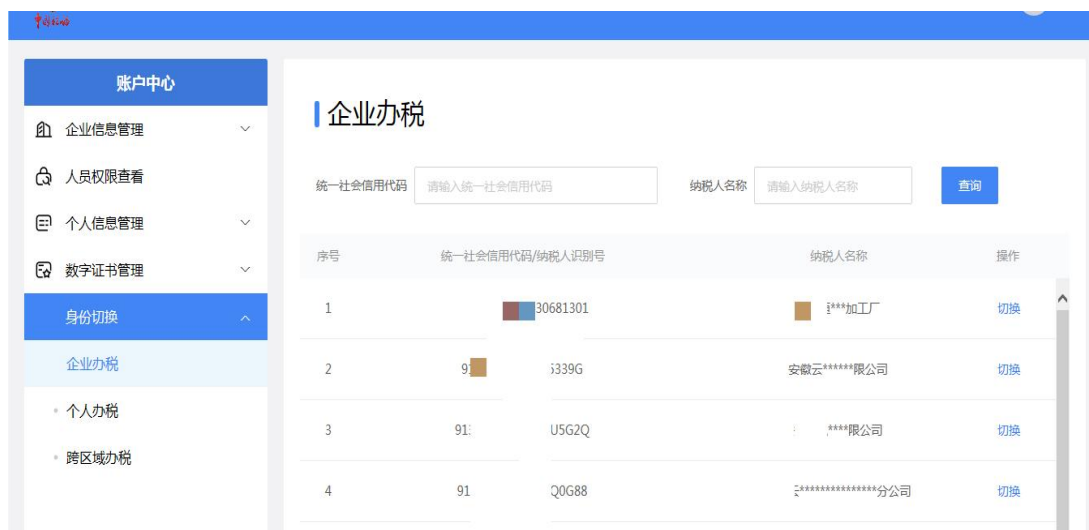 账户中心
企业信息管理
人员权限查看
个人信息管理
数字证书管理
身份切换
企业办税
个人办税
跨区域办税
企业办税
统一社会信用代码 请输入统一社会信用代码 纳税人名称 请输入纳税人名称 查询
序号 统一社会信用代码/纳税人识别号 纳税人名称 操作
1 30681301 ***加工厂 切换
2 91 5339G 安徽云******限公司 切换
3 91 U5G2Q ****限公司 切换
4 91 Q0G88 ***************分公司 切换